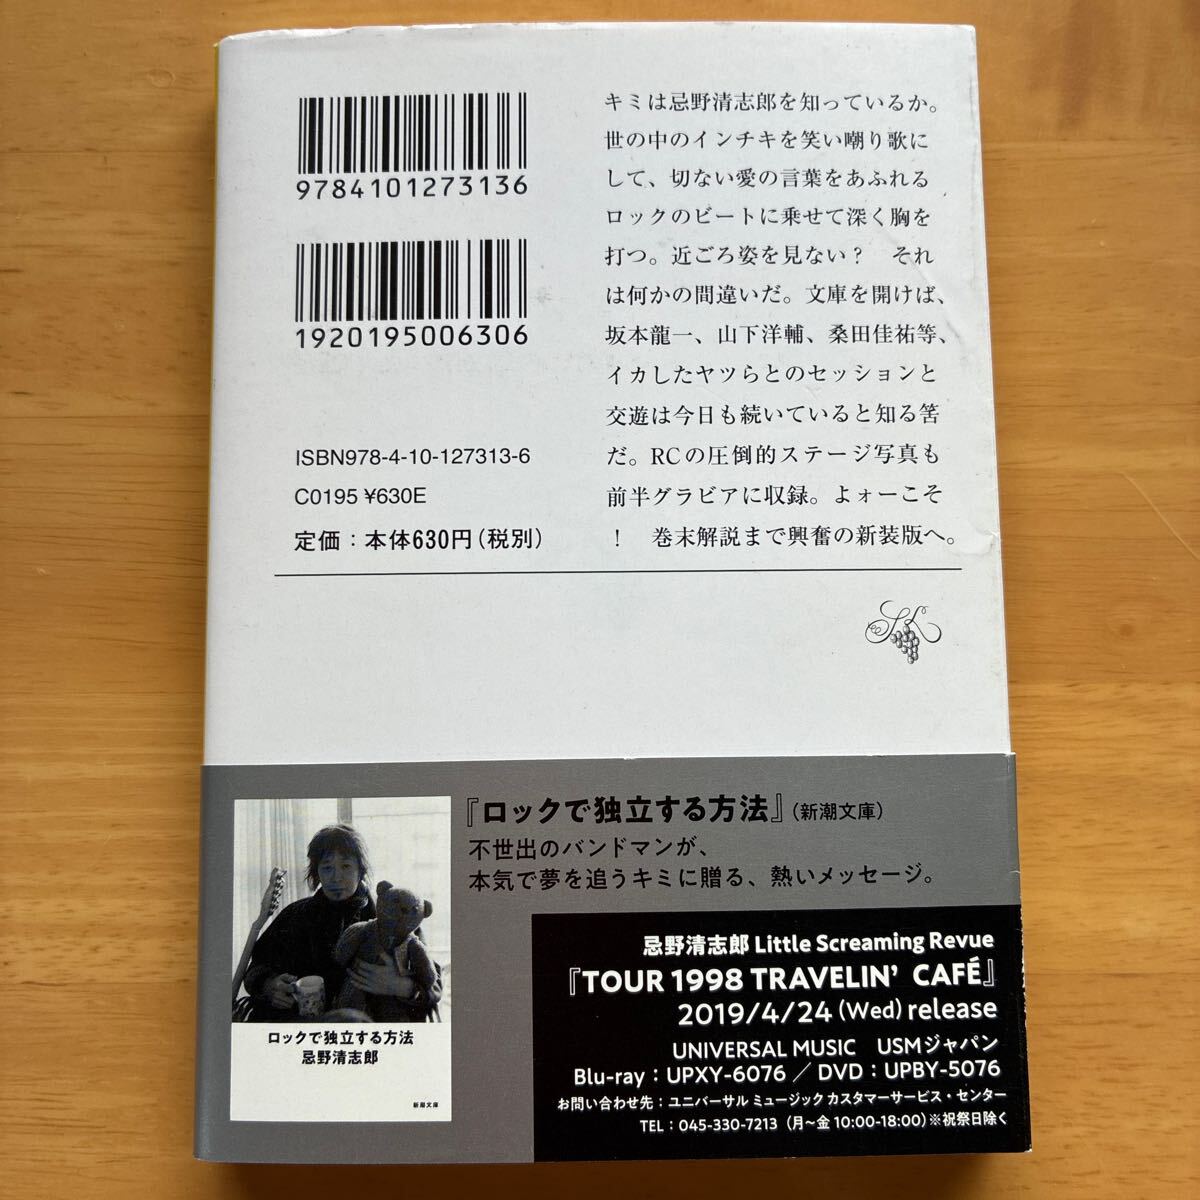 9784101273136
1920195006306
ISBN978-4-10-127313-6
C0195 ¥630E
定価：本体630円（税別）
キミは忌野清志郎を知っているか。
世の中のインチキを笑い嘲り歌に
して、切ない愛の言葉をあふれる
ロックのビートに乗せて深く胸を
打つ。近ごろ姿を見ない？　それ
は何かの間違いだ。文庫を開けば、
坂本龍一、山下洋輔、桑田佳祐等、
イカしたヤツらとのセッションと
交遊は今日も続いていると知る筈
だ。RCの圧倒的ステージ写真も
前半グラビアに収録。よォーこそ
！　巻末解説まで興奮の新装版へ。
SK
『ロックで独立する方法』（新潮文庫）
不世出のバンドマンが、
本気で夢を追うキミに贈る、熱いメッセージ。
ロックで独立する方法
忌野清志郎
新潮文庫
忌野清志郎 Little Screaming Revue
『TOUR 1998 TRAVELIN’ CAFÉ』
2019/4/24（Wed）release
UNIVERSAL MUSIC　USMジャパン
Blu-ray：UPXY-6076／DVD：UPBY-5076
お問い合わせ先：ユニバーサル ミュージック カスタマーサービス・センター
TEL：045-330-7213（月〜金 10:00-18:00）※祝祭日除く